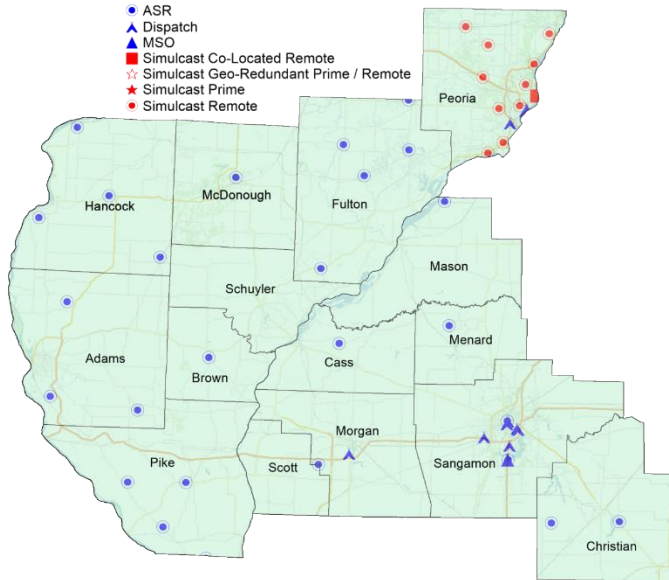 ASR
Dispatch
MSO
Simulcast Co-Located Remote
Simulcast Geo-Redundant Prime / Remote
Simulcast Prime
Simulcast Remote
Peoria
McDonough
Hancock
Fulton
Mason
Schuyler
Menard
Adams
Brown
Cass
Morgan
Pike
Scott
Sangamon
Christian